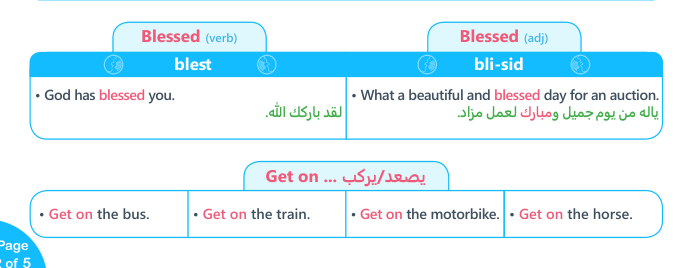 Blessed (verb)
Blessed (adj)
blest
bli-sid
• God has blessed you.
لقد باركك الله.
• What a beautiful and blessed day for an auction.
ياله من يوم جميل ومبارك لعمل مزاد.
Get on ... يصعد/يركب
• Get on the bus.
• Get on the train.
• Get on the motorbike.
• Get on the horse.
Page
of 5